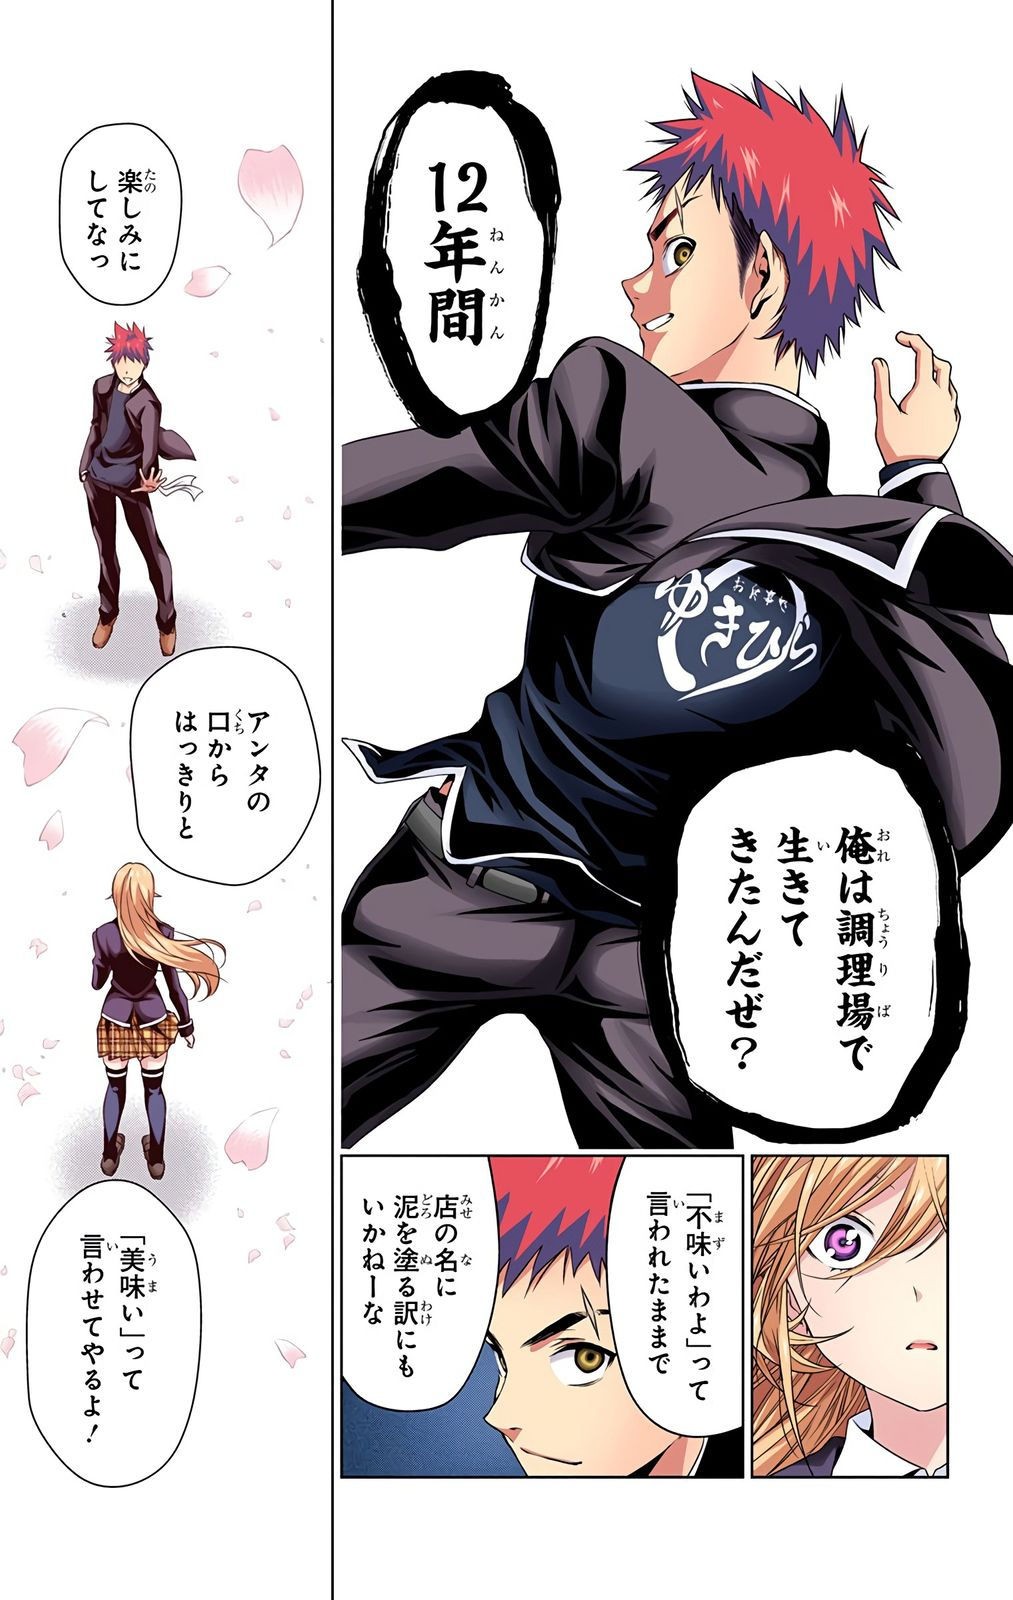 12年間
お食事処
ゆきひら
俺は調理場で
生きて
きたんだぜ?
「不味いわよ」って
言われたままで
店の名に
泥を塗る訳にも
いかねーな
楽しみに
してなっ
アンタの
口から
はっきりと
「美味い」って
言わせてやるよ!